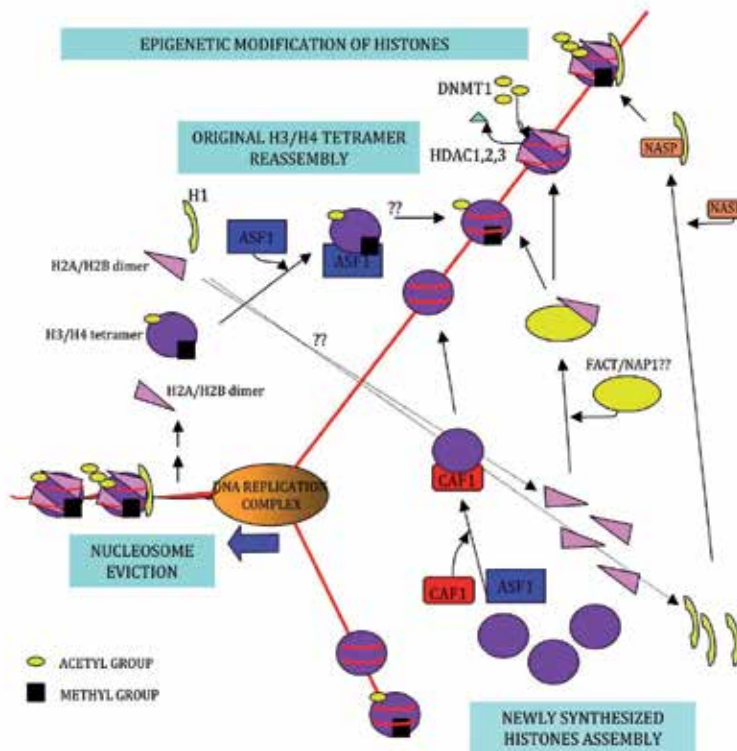 EPIGENETIC MODIFICATION OF HISTONES
DNMT1
ORIGINAL H3/H4 TETRAMER
REASSEMBLY
HDAC1,2,3
NASP
H1
??
NAS
ASF1
ASF1
H2A/H2B dimer
H3/H4 tetramer
??
FACT/NAP1??
H2A/H2B dimer
CAF1
DNA REPLICATION
COMPLEX
NUCLEOSOME
EVICTION
CAF1
ASF1
ACETYL GROUP
METHYL GROUP
NEWLY SYNTHESIZED
HISTONES ASSEMBLY